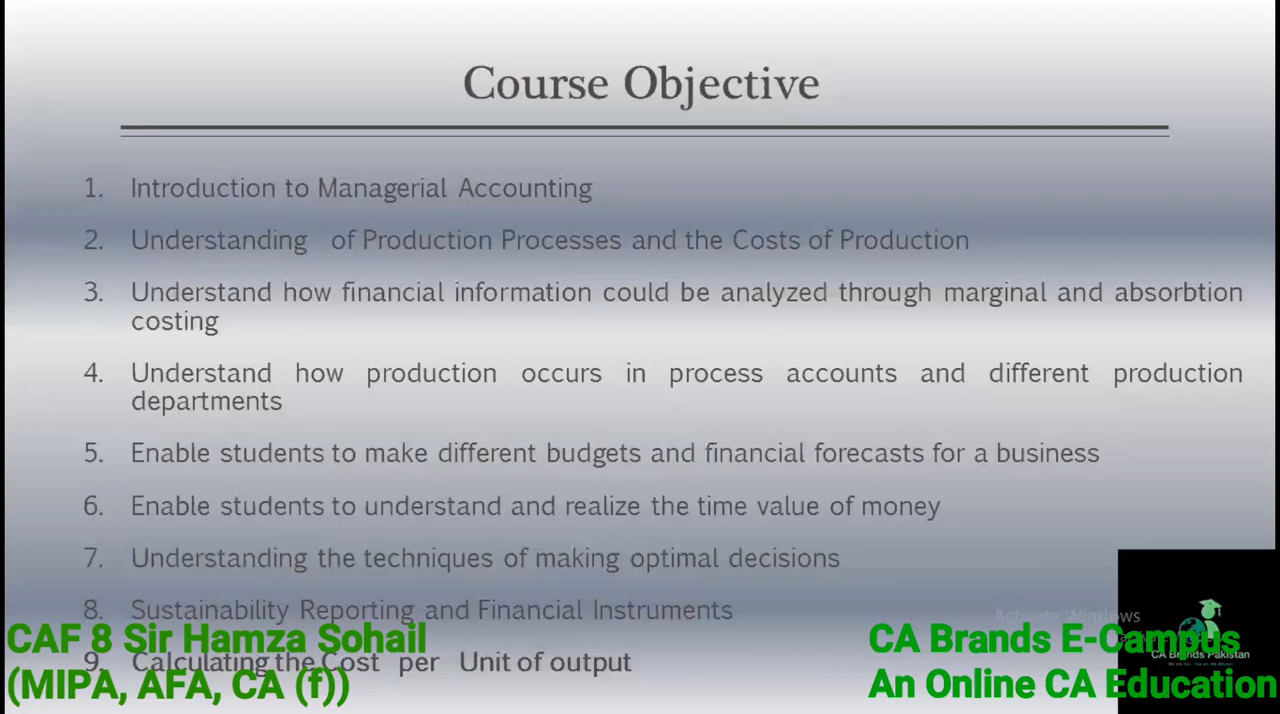 Course Objective
1. Introduction to Managerial Accounting
2. Understanding of Production Processes and the Costs of Production
3. Understand how financial information could be analyzed through marginal and absorbtion
costing
4. Understand how production occurs in process accounts and different production
departments
5. Enable students to make different budgets and financial forecasts for a business
6. Enable students to understand and realize the time value of money
7. Understanding the techniques of making optimal decisions
8. Sustainability Reporting and Financial Instruments
9. Calculating the Cost per Unit of output
CAF 8 Sir Hamza Sohail
(MIPA, AFA, CA (f))
Activate Windows
CA Brands E-Campus
An Online CA Education
CA Brands Pakistan